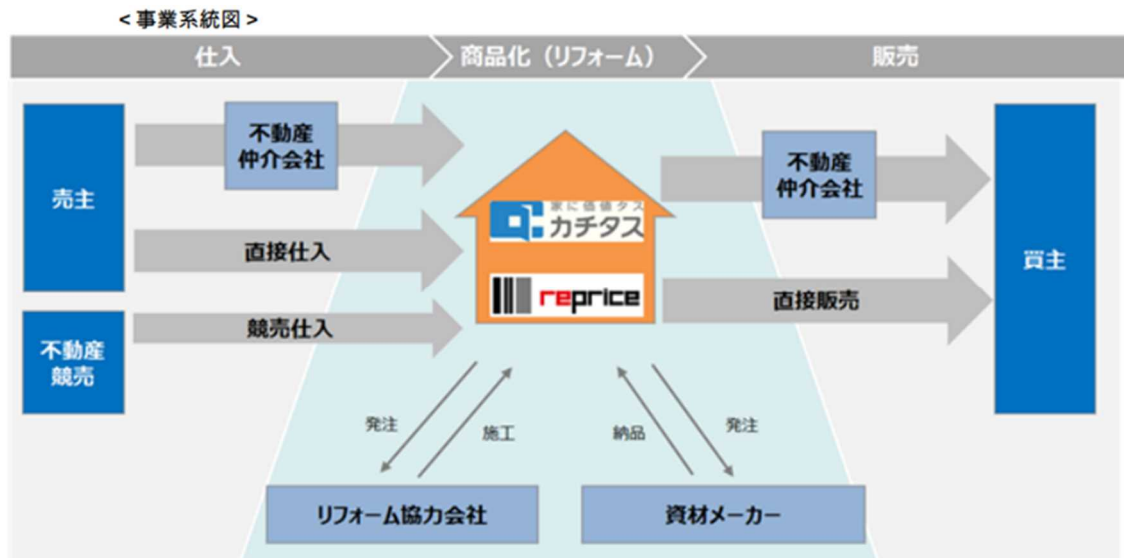 <事業系統図>
仕入
商品化（リフォーム）
販売
売主
不動産
仲介会社
直接仕入
不動産
競売
競売仕入
家に価値タス
カチタス
reprice
不動産
仲介会社
直接販売
買主
発注
施工
納品
発注
リフォーム協力会社
資材メーカー